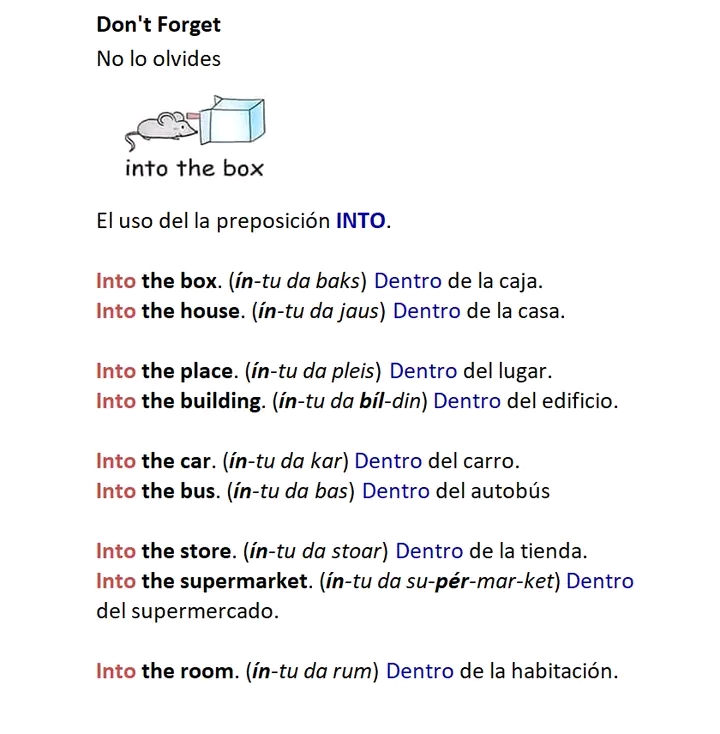 Don't Forget
No lo olvides
into the box
El uso del la preposición INTO.
Into the box. (ín-tu da baks) Dentro de la caja.
Into the house. (ín-tu da jaus) Dentro de la casa.
Into the place. (ín-tu da pleis) Dentro del lugar.
Into the building. (ín-tu da bíl-din) Dentro del edificio.
Into the car. (ín-tu da kar) Dentro del carro.
Into the bus. (ín-tu da bas) Dentro del autobús
Into the store. (ín-tu da stoar) Dentro de la tienda.
Into the supermarket. (ín-tu da su-pér-mar-ket) Dentro
del supermercado.
Into the room. (ín-tu da rum) Dentro de la habitación.